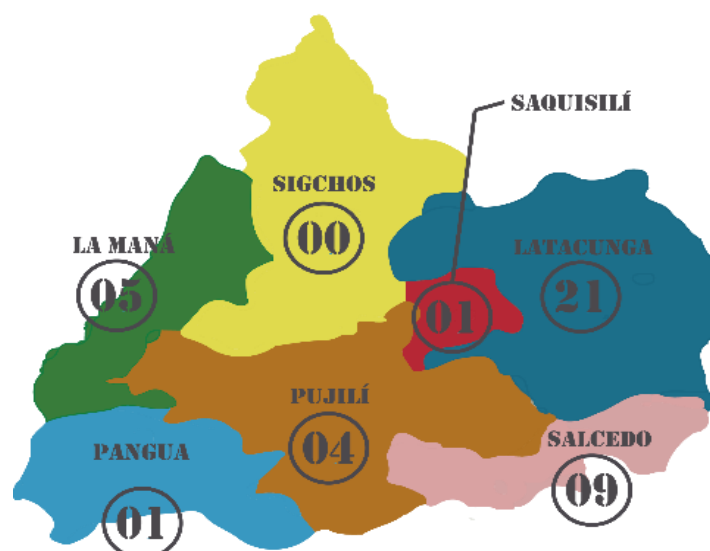 SAQUISILÍ
01
SIGCHOS
00
LA MANÁ
05
LATACUNGA
21
PUJILÍ
04
SALCEDO
09
PANGUA
01